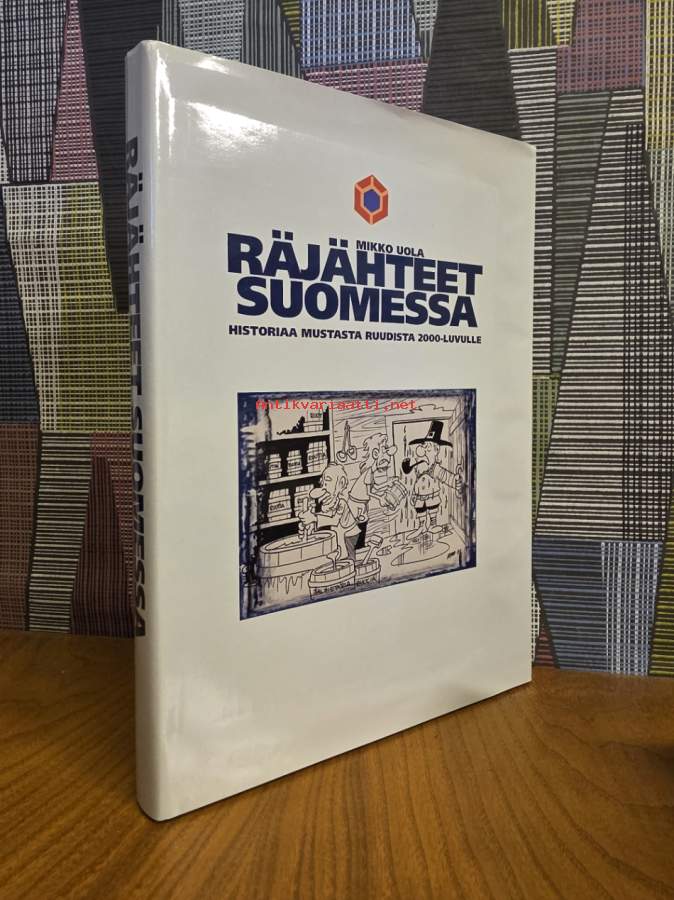 RÄJÄHTEET SUOMESSA
MIKKO UOLA
RÄJÄHTEET
SUOMESSA
HISTORIAA MUSTASTA RUUDISTA 2000-LUVULLE
Antikvariaatti.net